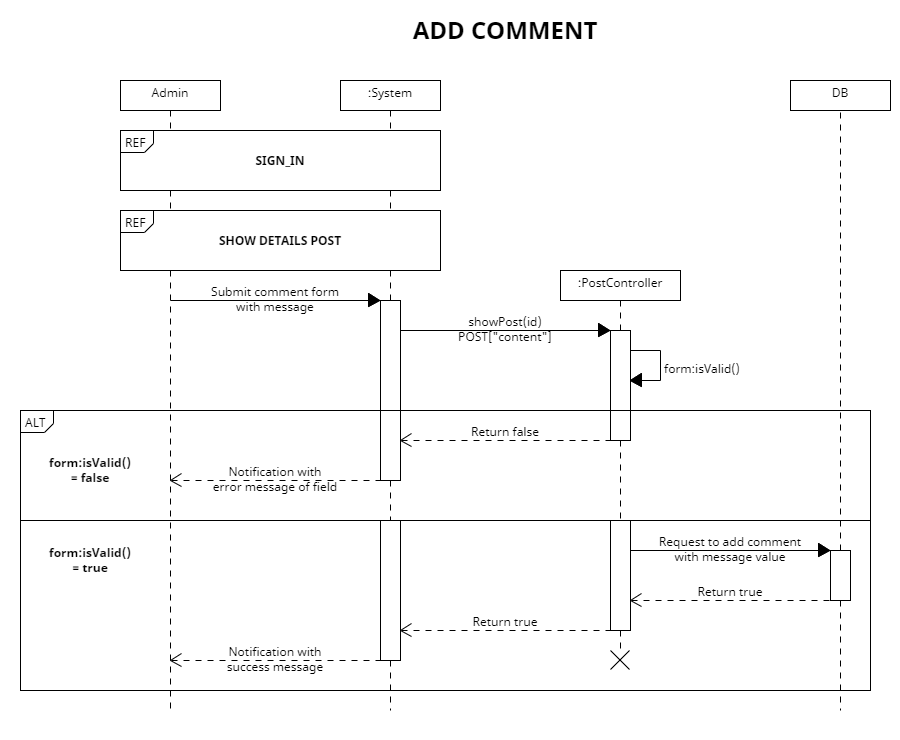 ADD COMMENT
Admin
:System
DB
REF
SIGN_IN
REF
SHOW DETAILS POST
:PostController
Submit comment form
with message
showPost(id)
POST["content"]
form:isValid()
ALT
Return false
form:isValid()
= false
Notification with
error message of field
form:isValid()
= true
Request to add comment
with message value
Return true
Return true
Notification with
success message